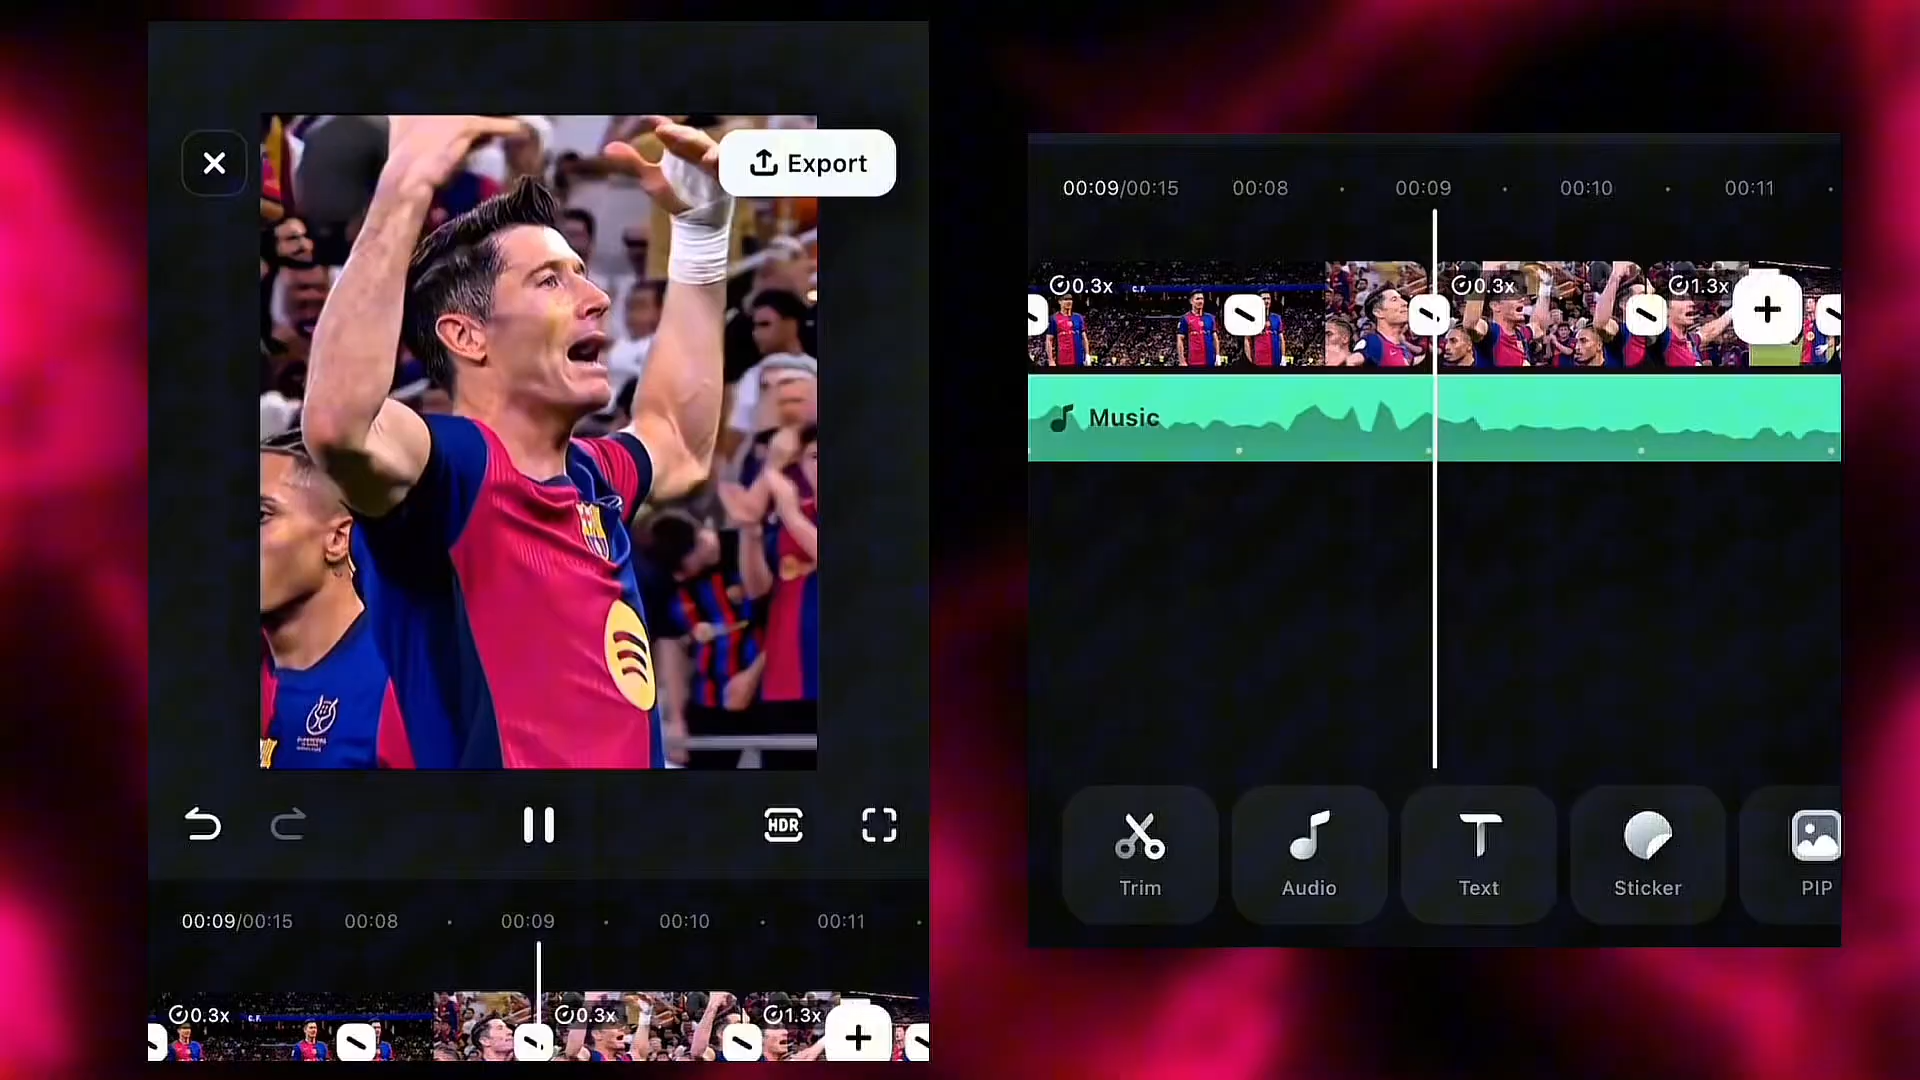 Export
HDR
00:09/00:15 00:08 00:09 00:10 00:11
0.3x C.F. 0.3x 1.3x
00:09/00:15 00:08 00:09 00:10 00:11
0.3x C.F. 0.3x 1.3x
Music
Trim Audio Text Sticker PIP